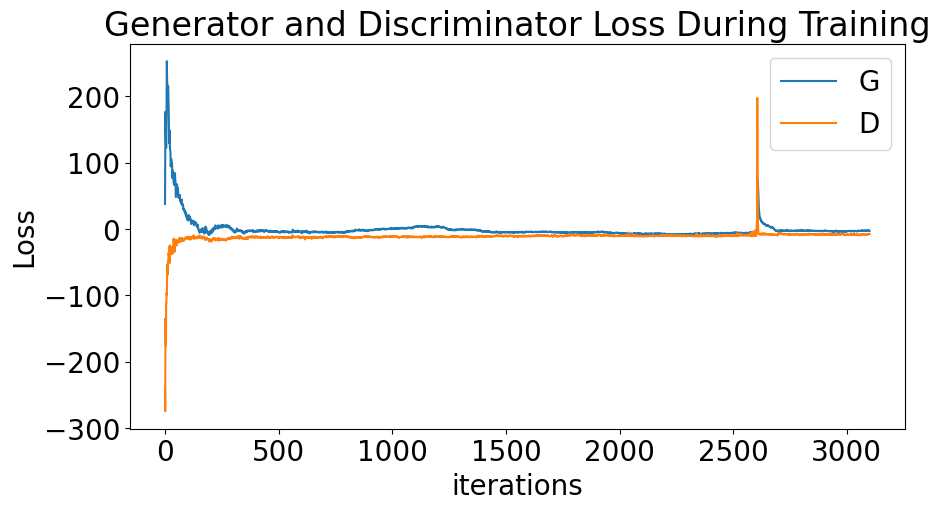 Generator and Discriminator Loss During Training
G
D
200
100
0
−100
−200
−300
Loss
0 500 1000 1500 2000 2500 3000
iterations